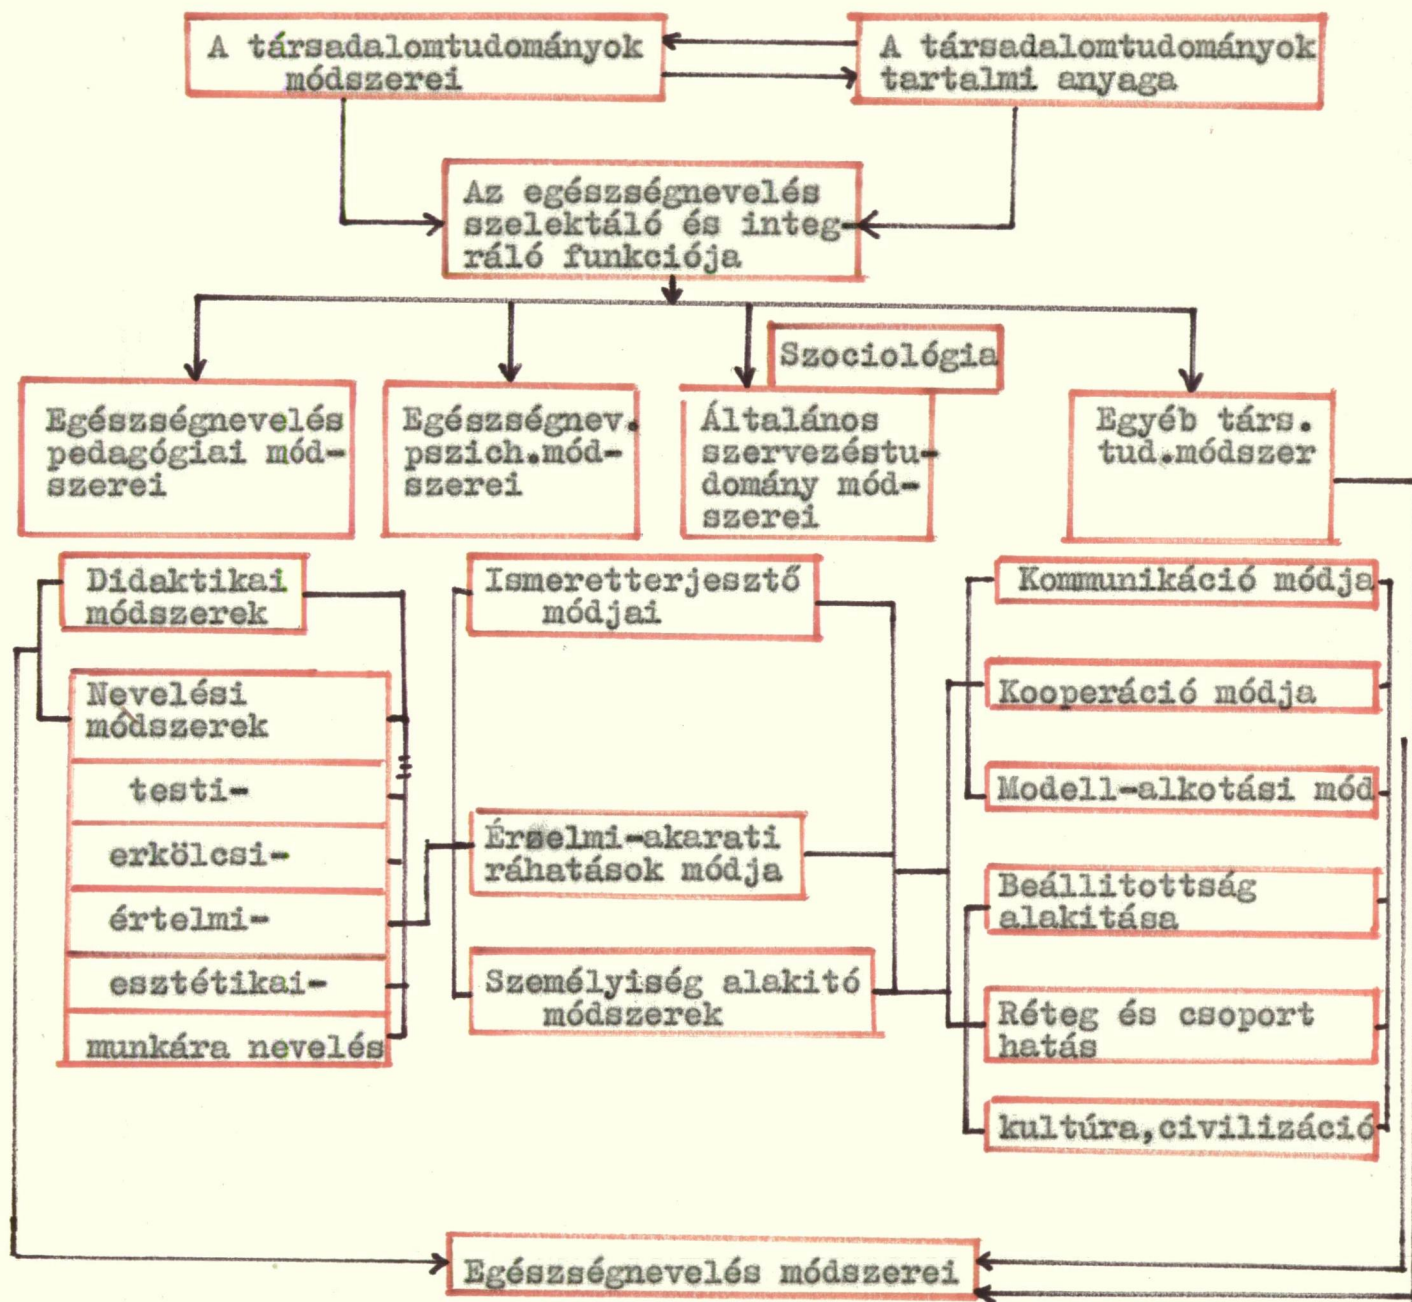 A társadalomtudományok
módszerei
A társadalomtudományok
tartalmi anyaga
Az egészségnevelés
szelektáló és integ-
ráló funkciója
Szociológia
Egészségnevelés
pedagógiai mód-
szerei
Egészségnev.
pszich.mód-
szerei
Általános
szervezéstu-
domány mód-
szerei
Egyéb társ.
tud.módszer
Didaktikai
módszerek
Nevelési
módszerek
testi-
erkölcsi-
értelmi-
esztétikai-
munkára nevelés
Ismeretterjesztő
módjai
Érzelmi-akarati
ráhatások módja
Személyiség alakitó
módszerek
Kommunikáció módja
Kooperáció módja
Modell-alkotási mód
Beállitottság
alakitása
Réteg és csoport
hatás
kultúra,civilizáció
Egészségnevelés módszerei